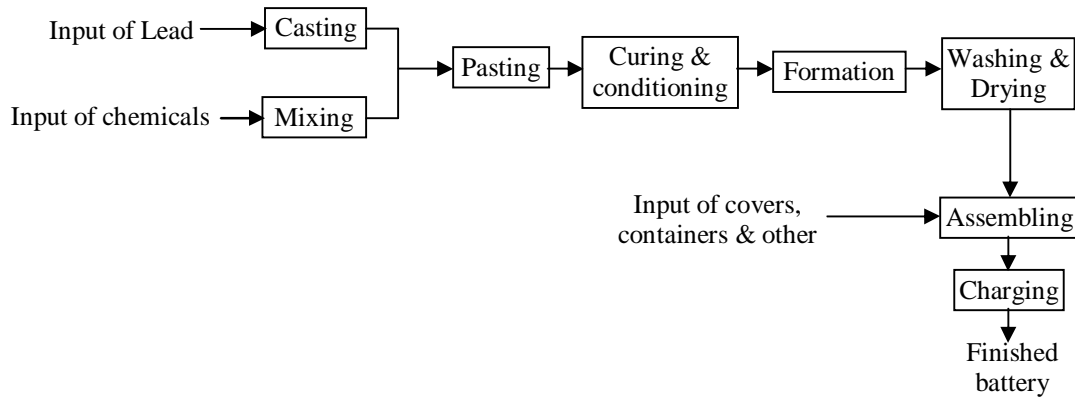 Input of Lead
Casting
Input of chemicals
Mixing
Pasting
Curing &
conditioning
Formation
Washing &
Drying
Input of covers,
containers & other
Assembling
Charging
Finished
battery